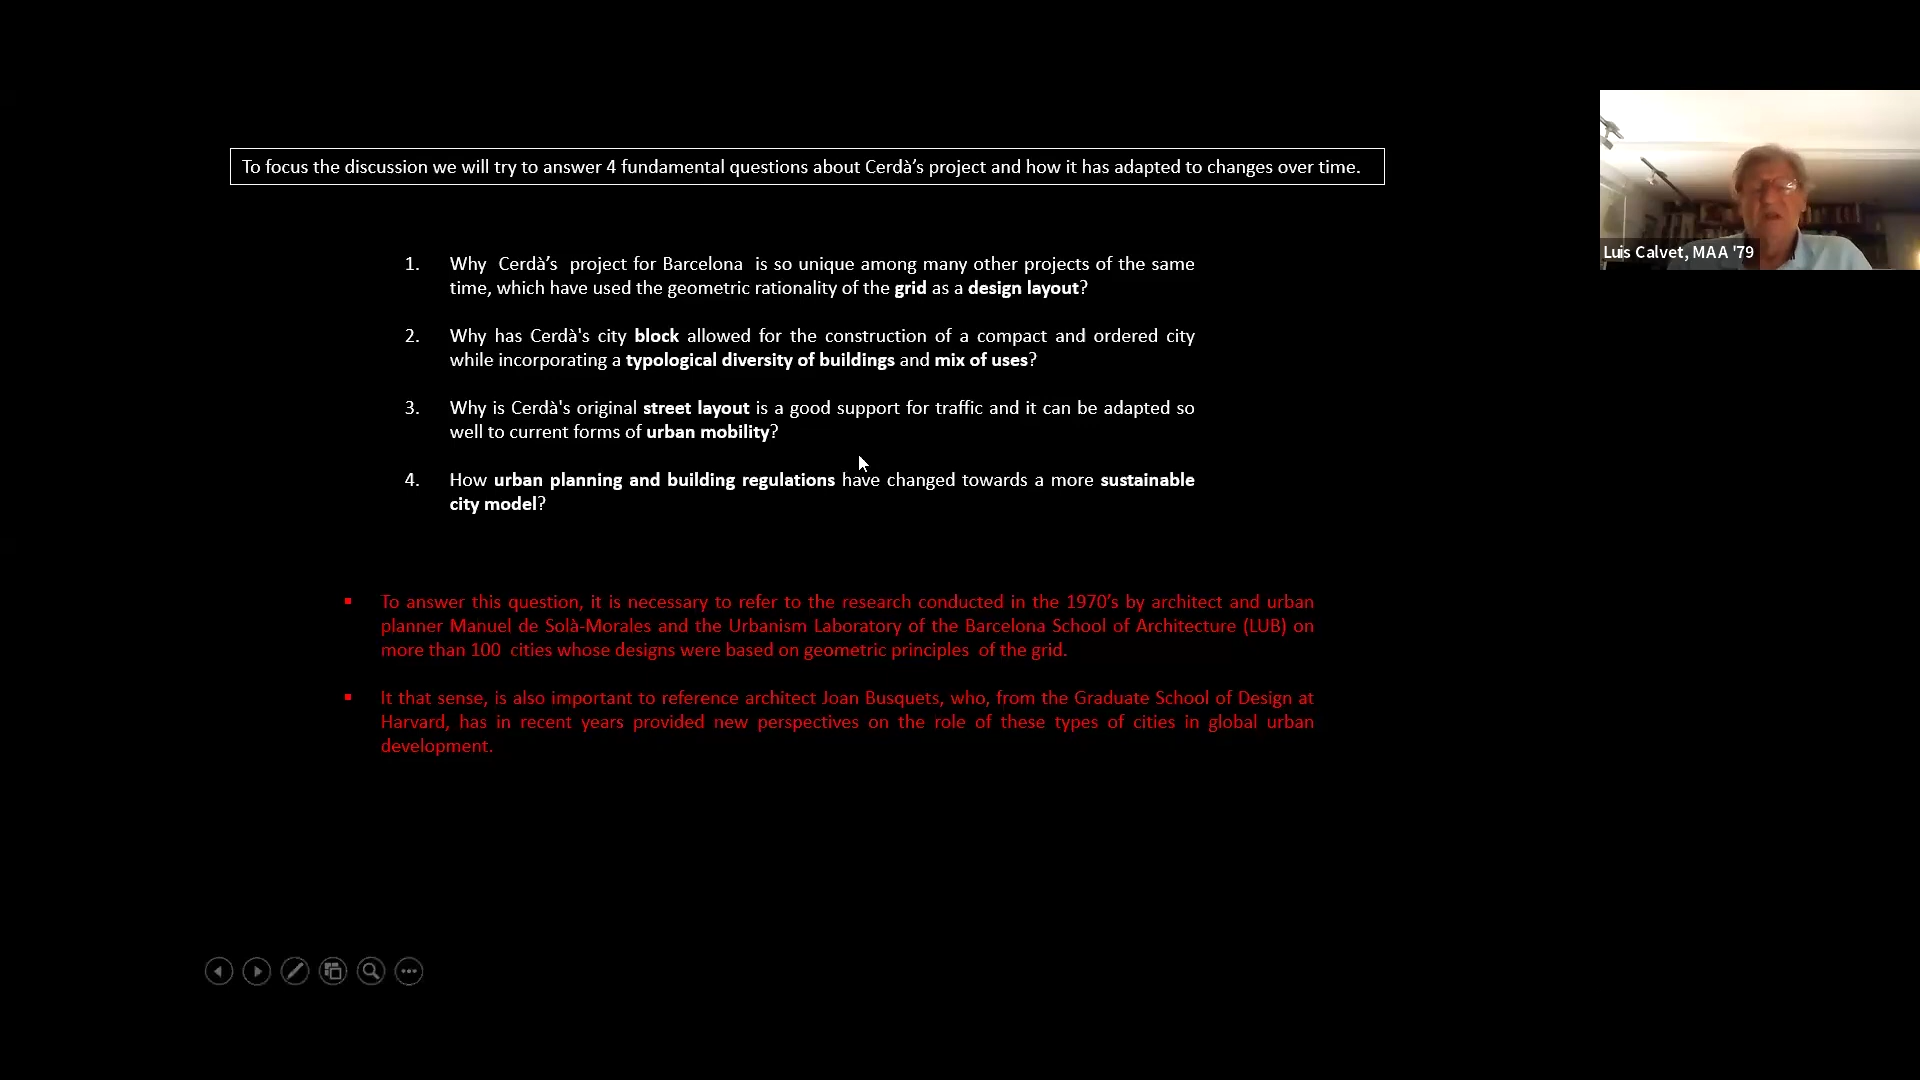 To focus the discussion we will try to answer 4 fundamental questions about Cerdà’s project and how it has adapted to changes over time.
Luis Calvet, MAA '79
1. Why Cerdà’s project for Barcelona is so unique among many other projects of the same
time, which have used the geometric rationality of the grid as a design layout?
2. Why has Cerdà's city block allowed for the construction of a compact and ordered city
while incorporating a typological diversity of buildings and mix of uses?
3. Why is Cerdà's original street layout is a good support for traffic and it can be adapted so
well to current forms of urban mobility?
4. How urban planning and building regulations have changed towards a more sustainable
city model?
▪ To answer this question, it is necessary to refer to the research conducted in the 1970’s by architect and urban
planner Manuel de Solà-Morales and the Urbanism Laboratory of the Barcelona School of Architecture (LUB) on
more than 100 cities whose designs were based on geometric principles of the grid.
▪ It that sense, is also important to reference architect Joan Busquets, who, from the Graduate School of Design at
Harvard, has in recent years provided new perspectives on the role of these types of cities in global urban
development.